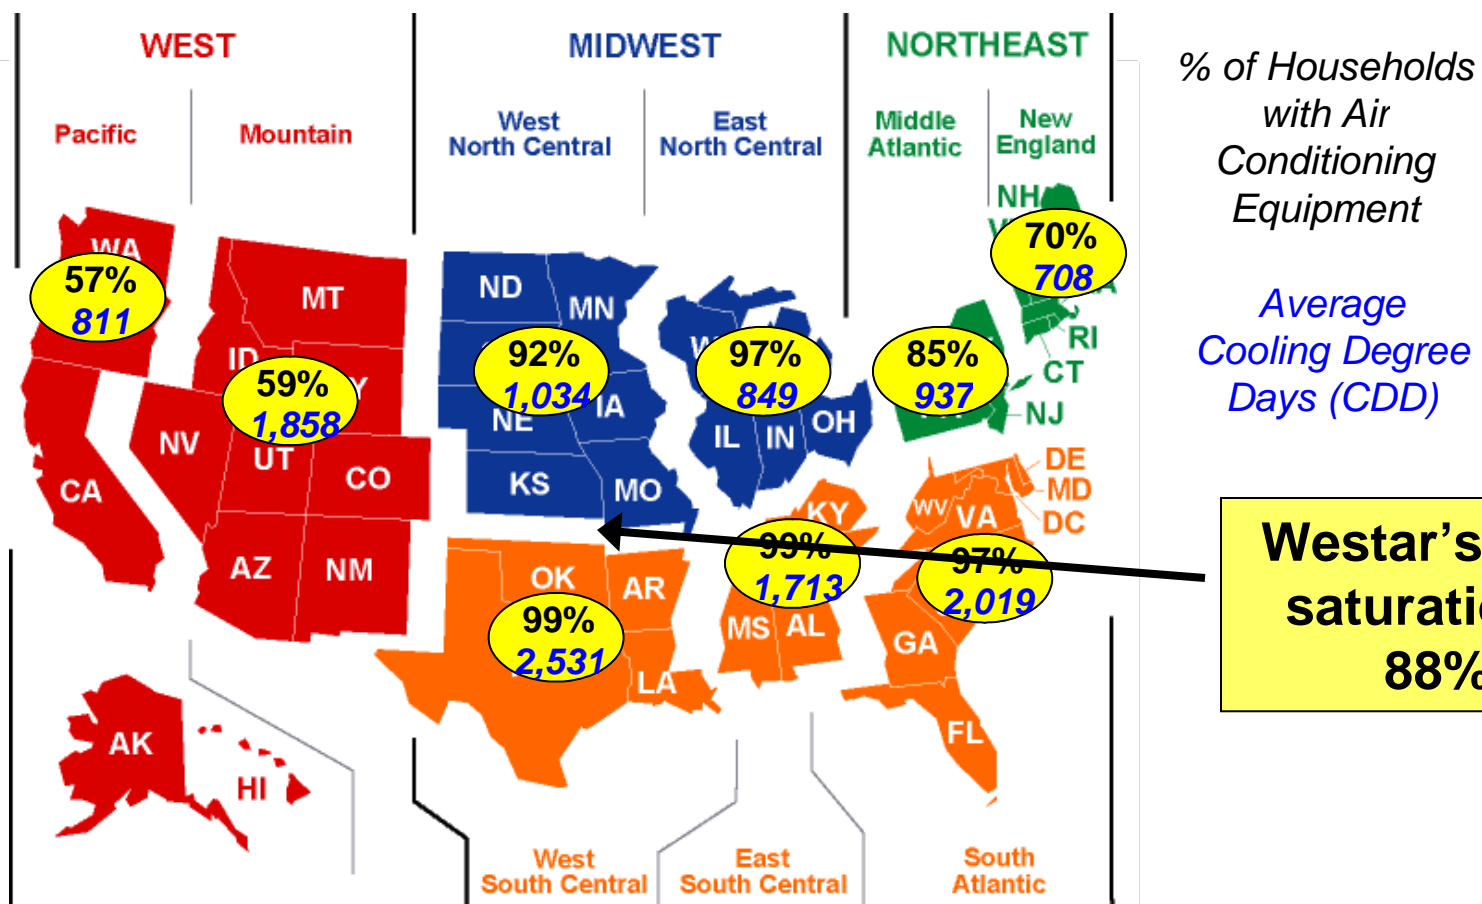 WEST
MIDWEST
NORTHEAST
Pacific
Mountain
West
North Central
East
North Central
Middle
Atlantic
New
England
% of Households
with Air
Conditioning
Equipment
Average
Cooling Degree
Days (CDD)
WA
57%
811
MT
ID
59%
1,858
NV
UT
CO
CA
AZ
NM
AK
HI
ND
MN
92%
1,034
NE
IA
KS
MO
97%
849
IL
IN
OH
NH
70%
708
RI
CT
NJ
85%
937
DE
MD
DC
WV
VA
KY
99%
1,713
97%
2,019
OK
AR
99%
2,531
LA
MS
AL
GA
FL
Westar's
saturati
88%
West
South Central
East
South Central
South
Atlantic